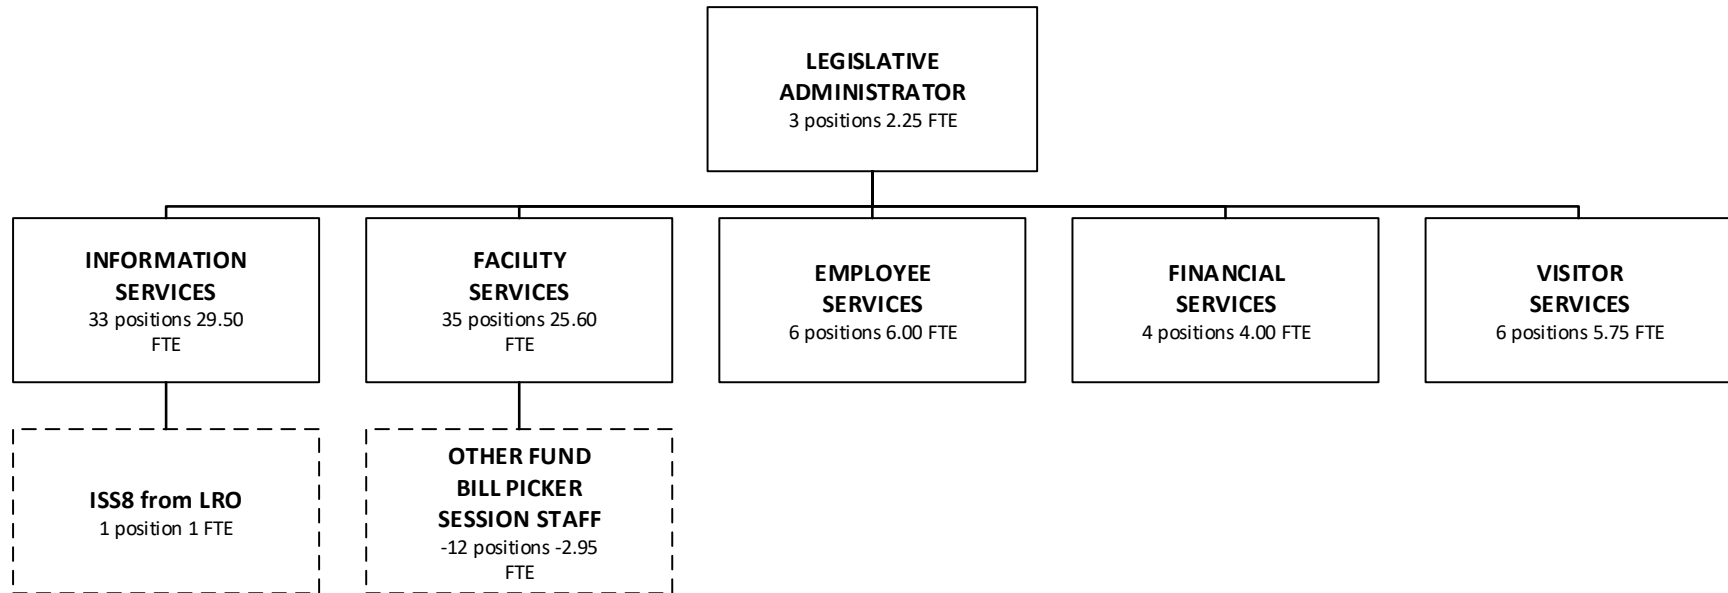 LEGISLATIVE
ADMINISTRATOR
3 positions 2.25 FTE
INFORMATION
SERVICES
33 positions 29.50
FTE
FACILITY
SERVICES
35 positions 25.60
FTE
EMPLOYEE
SERVICES
6 positions 6.00 FTE
FINANCIAL
SERVICES
4 positions 4.00 FTE
VISITOR
SERVICES
6 positions 5.75 FTE
ISS8 from LRO
1 position 1 FTE
OTHER FUND
BILL PICKER
SESSION STAFF
-12 positions -2.95
FTE